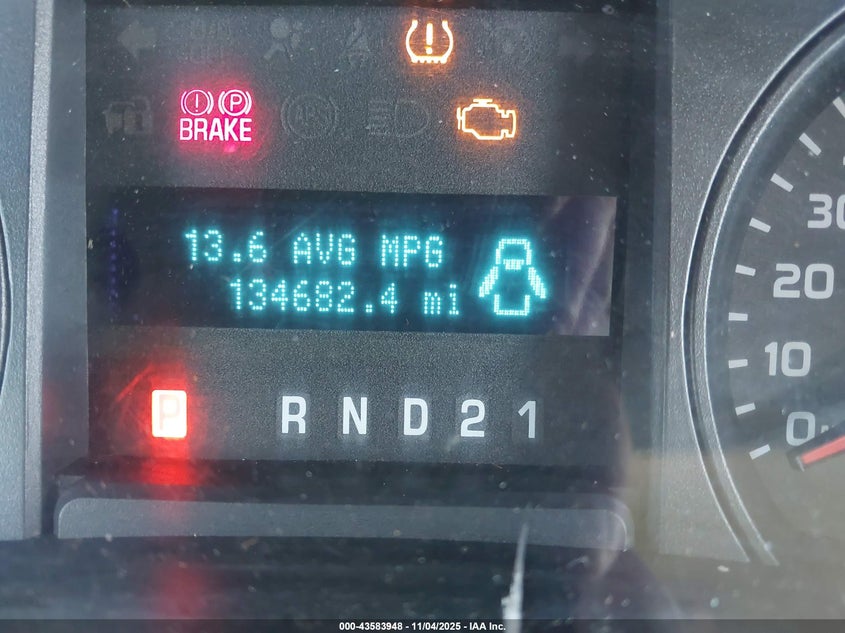 ! P
BRAKE
!
13.6 AVG MPG
134682.4 mi
P R N D 2 1
30
20
10
0
000-43583948 - 11/04/2025 - IAA Inc.